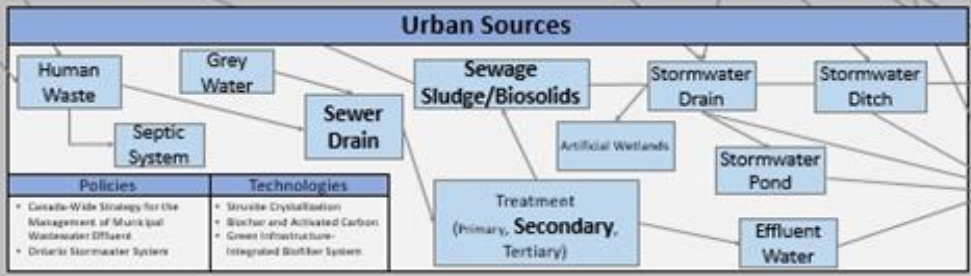 Urban Sources
Human
Waste
Grey
Water
Septic
System
Sewer
Drain
Sewage
Sludge/Biosolids
Stormwater
Drain
Stormwater
Ditch
Artificial Wetlands
Stormwater
Pond
Treatment
(Primary, Secondary,
Tertiary)
Effluent
Water
Policies
• Canada-Wide Strategy for the
Management of Municipal
Wastewater Effluent
• Ontario Stormwater System
Technologies
• Struvite Crystallization
• Biochar and Activated Carbon
• Green Infrastructure-
Integrated Biofilter System